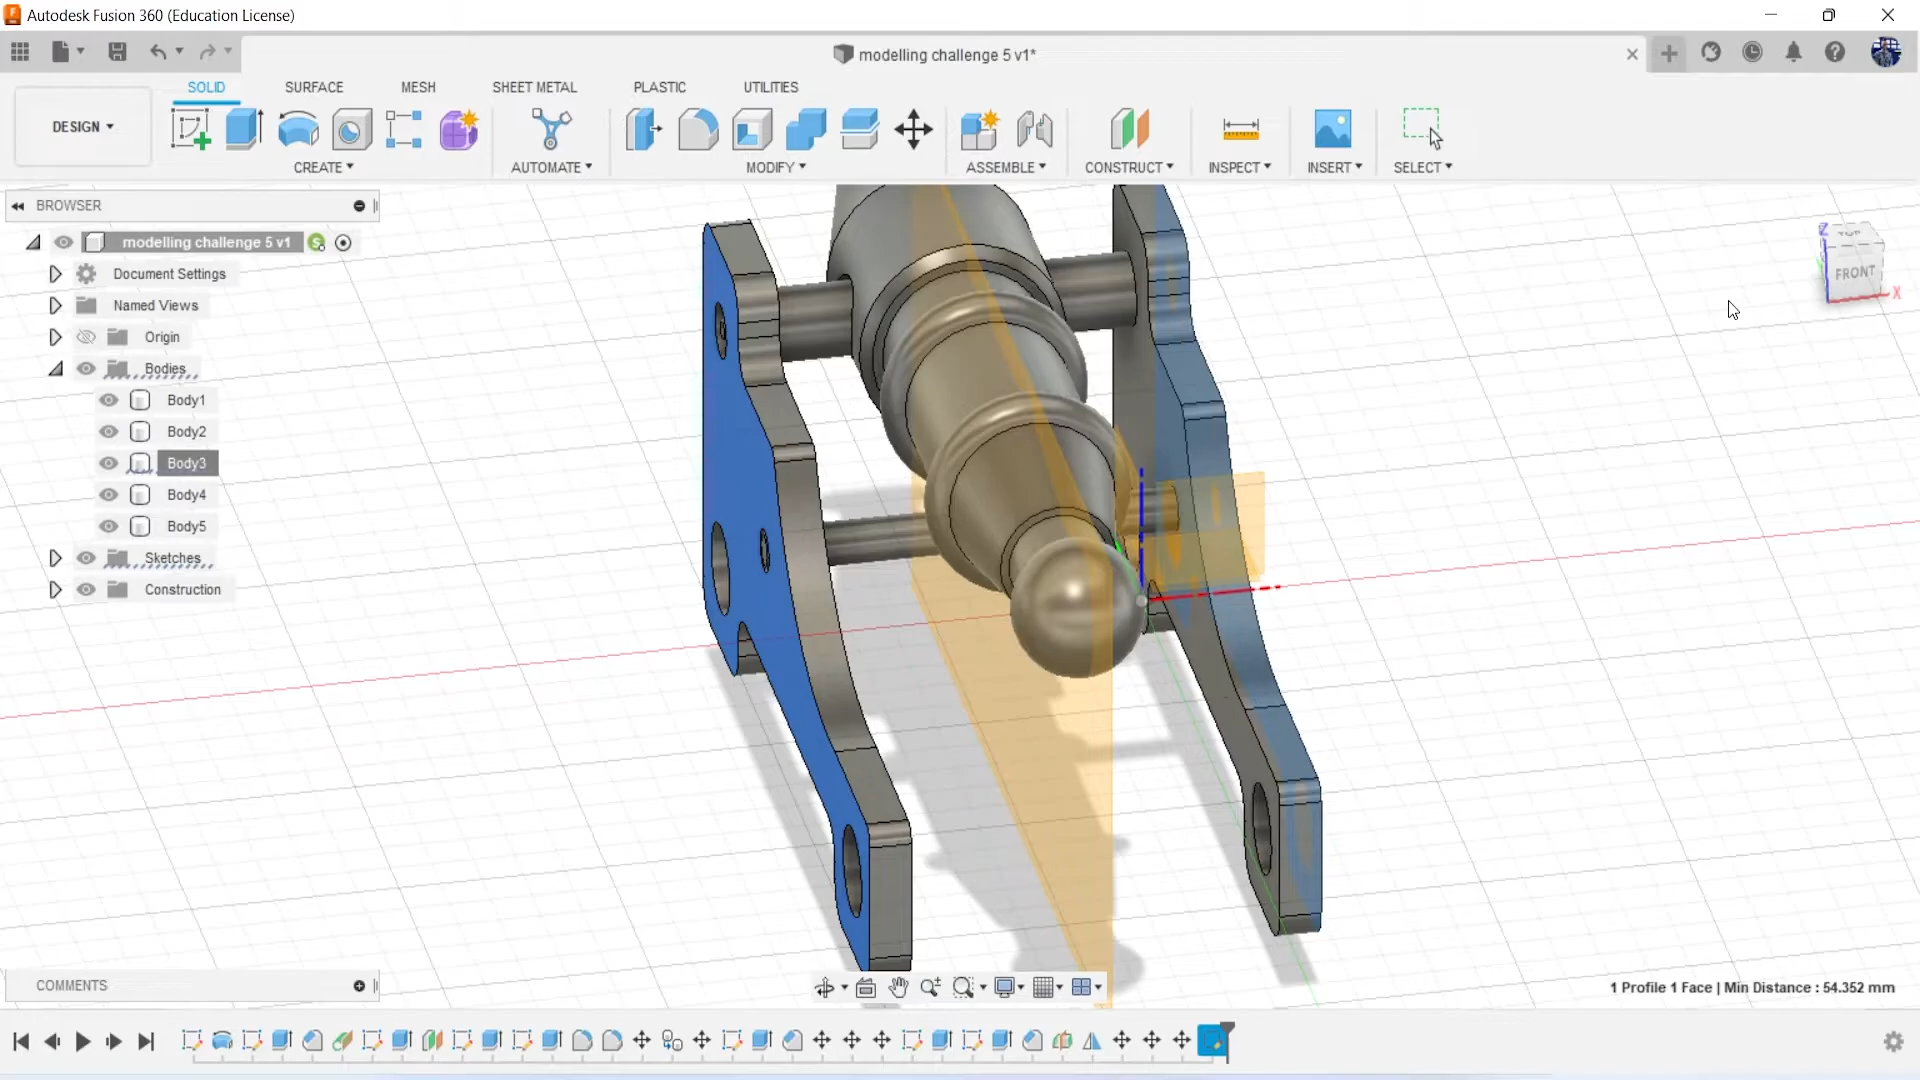 Autodesk Fusion 360 (Education License)
modelling challenge 5 v1*
SOLID SURFACE MESH SHEET METAL PLASTIC UTILITIES
DESIGN
CREATE AUTOMATE MODIFY ASSEMBLE CONSTRUCT INSPECT INSERT SELECT
BROWSER
modelling challenge 5 v1
Document Settings
Named Views
Origin
Bodies
Body1
Body2
Body3
Body4
Body5
Sketches
Construction
Z
TOP
FRONT
X
COMMENTS
1 Profile 1 Face | Min Distance : 54.352 mm